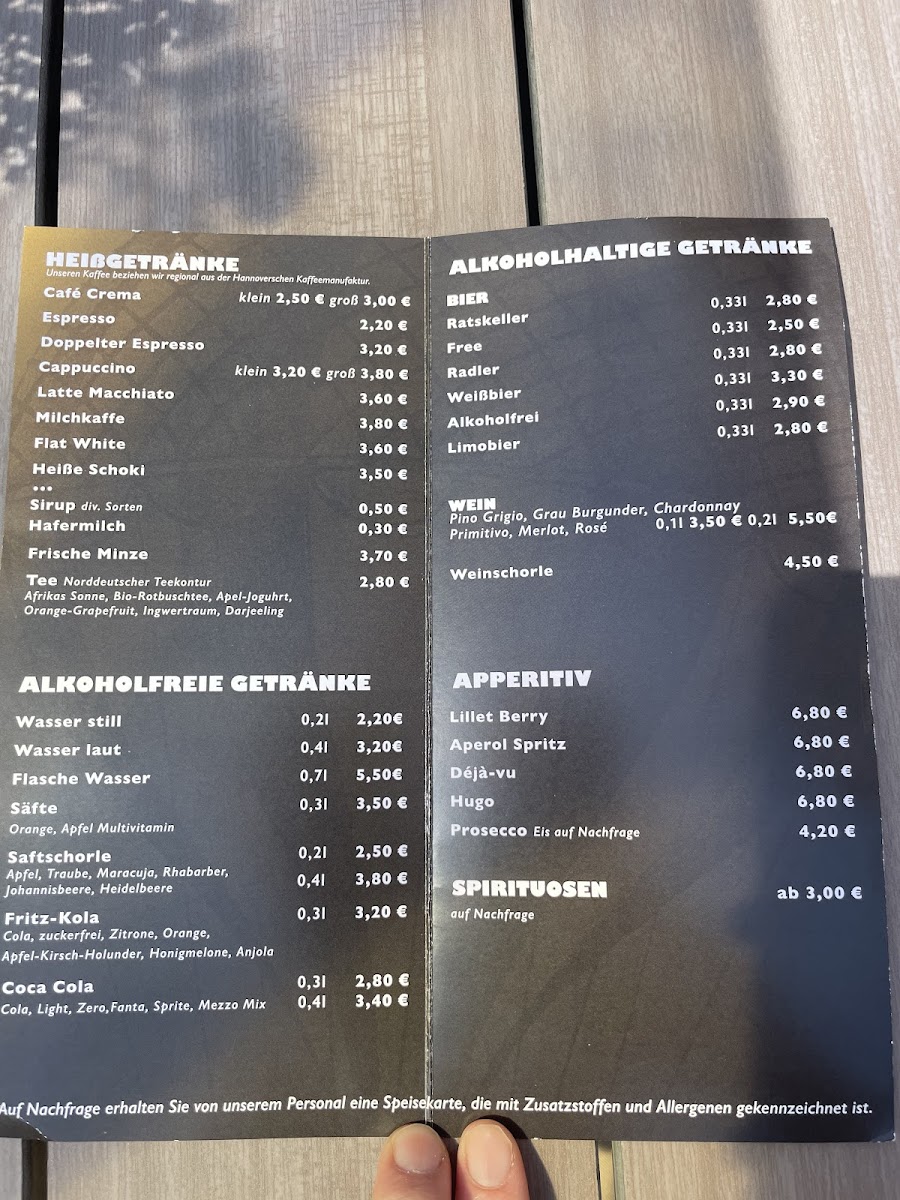 HEIßGETRÄNKE
Unseren Kaffee beziehen wir regional aus der Hannoverschen Kaffeemanufaktur.
Café Crema klein 2,50 € groß 3,00 €
Espresso 2,20 €
Doppelter Espresso 3,20 €
Cappuccino klein 3,20 € groß 3,80 €
Latte Macchiato 3,60 €
Milchkaffe 3,80 €
Flat White 3,60 €
Heiße Schoki 3,50 €
...
Sirup div. Sorten 0,50 €
Hafermilch 0,30 €
Frische Minze 3,70 €
Tee Norddeutscher Teekontur 2,80 €
Afrikas Sonne, Bio-Rotbuschtee, Apel-Joguhrt,
Orange-Grapefruit, Ingwertraum, Darjeeling
ALKOHOLFREIE GETRÄNKE
Wasser still 0,2l 2,20€
Wasser laut 0,4l 3,20€
Flasche Wasser 0,7l 5,50€
Säfte 0,3l 3,50 €
Orange, Apfel Multivitamin
Saftschorle 0,2l 2,50 €
Apfel, Traube, Maracuja, Rhabarber,
Johannisbeere, Heidelbeere 0,4l 3,80 €
Fritz-Kola 0,3l 3,20 €
Cola, zuckerfrei, Zitrone, Orange,
Apfel-Kirsch-Holunder, Honigmelone, Anjola
Coca Cola 0,3l 2,80 €
Cola, Light, Zero,Fanta, Sprite, Mezzo Mix 0,4l 3,40 €
ALKOHOLHALTIGE GETRÄNKE
BIER
Ratskeller 0,33l 2,80 €
Free 0,33l 2,50 €
Radler 0,33l 2,80 €
Weißbier 0,33l 3,30 €
Alkoholfrei 0,33l 2,90 €
Limobier 0,33l 2,80 €
WEIN
Pino Grigio, Grau Burgunder, Chardonnay
Primitivo, Merlot, Rosé 0,1l 3,50 € 0,2l 5,50€
Weinschorle 4,50 €
APPERITIV
Lillet Berry 6,80 €
Aperol Spritz 6,80 €
Déjà-vu 6,80 €
Hugo 6,80 €
Prosecco Eis auf Nachfrage 4,20 €
SPIRITUOSEN ab 3,00 €
auf Nachfrage
Auf Nachfrage erhalten Sie von unserem Personal eine Speisekarte, die mit Zusatzstoffen und Allergenen gekennzeichnet ist.